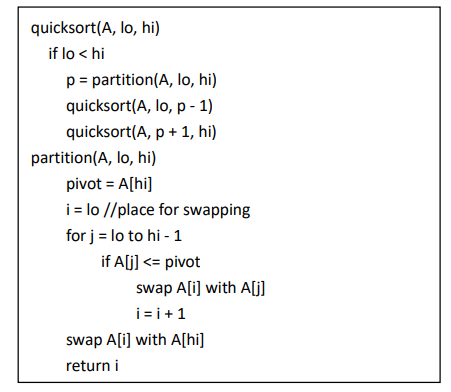 quicksort(A, lo, hi)
if lo < hi
p = partition(A, lo, hi)
quicksort(A, lo, p - 1)
quicksort(A, p + 1, hi)
partition(A, lo, hi)
pivot = A[hi]
i = lo //place for swapping
for j = lo to hi - 1
if A[j] <= pivot
swap A[i] with A[j]
i = i + 1
swap A[i] with A[hi]
return i